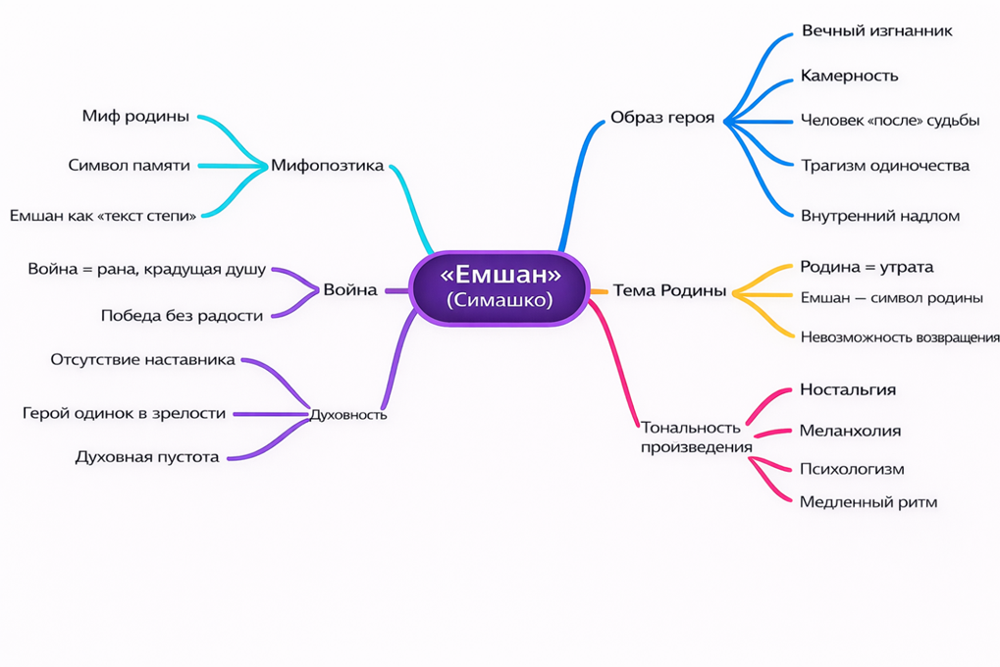 «Емшан»
(Симашко)
Мифопозтика
Миф родины
Символ памяти
Емшан как «текст степи»
Война
Война = рана, крадущая душу
Победа без радости
Духовность
Отсутствие наставника
Герой одинок в зрелости
Духовная пустота
Образ героя
Вечный изгнанник
Камерность
Человек «после» судьбы
Трагизм одиночества
Внутренний надлом
Тема Родины
Родина = утрата
Емшан — символ родины
Невозможность возвращения
Тональность
произведения
Ностальгия
Меланхолия
Психологизм
Медленный ритм